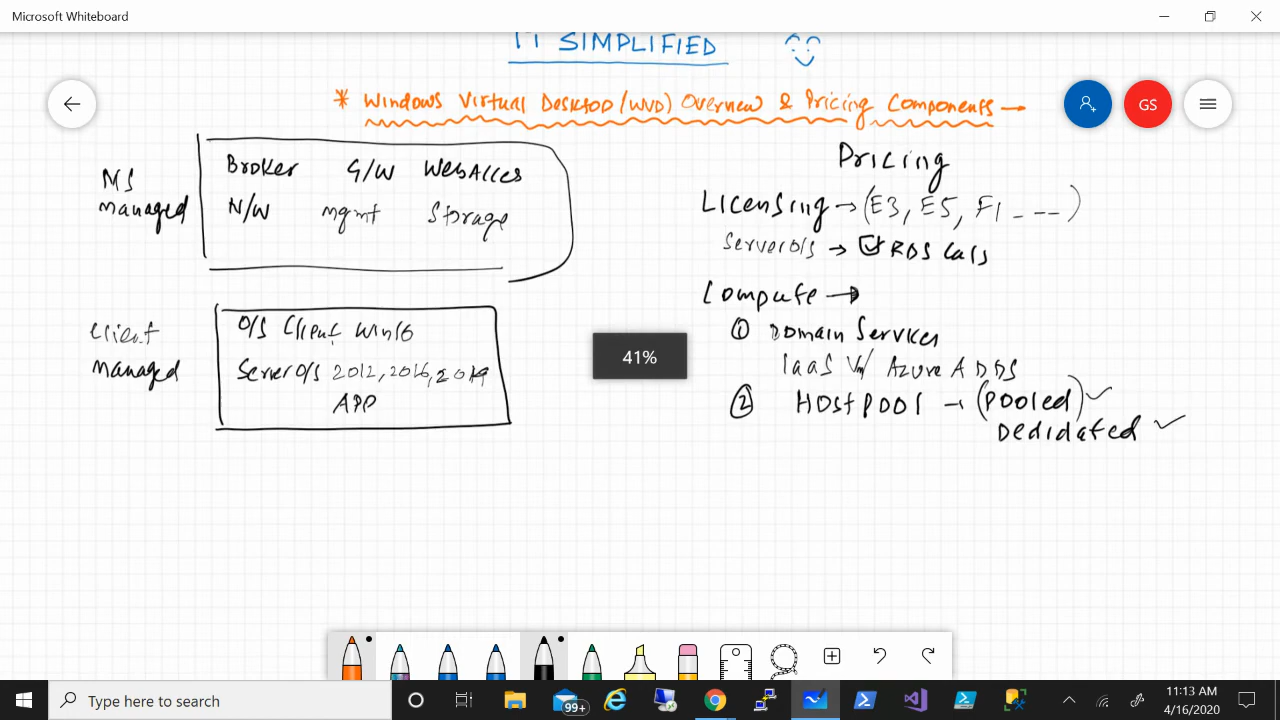 Microsoft Whiteboard
IT SIMPLIFIED
* Windows Virtual Desktop (WVD) Overview & Pricing Components →
GS
MS
managed
Broker G/W WebAcces
N/W mgmt Storage
Client
managed
O/S Client Win10
Server O/S 2012, 2016, 2019
APP
Pricing
Licensing → (E3, E5, F1 - -- )
Server O/S → RDS Cals
Compute →
① Domain Services
IaaS VM Azure ADDS
② HOSTPOOL → (Pooled) ✓
Dedidated ✓
41%
Type here to search
99+
11:13 AM
4/16/2020